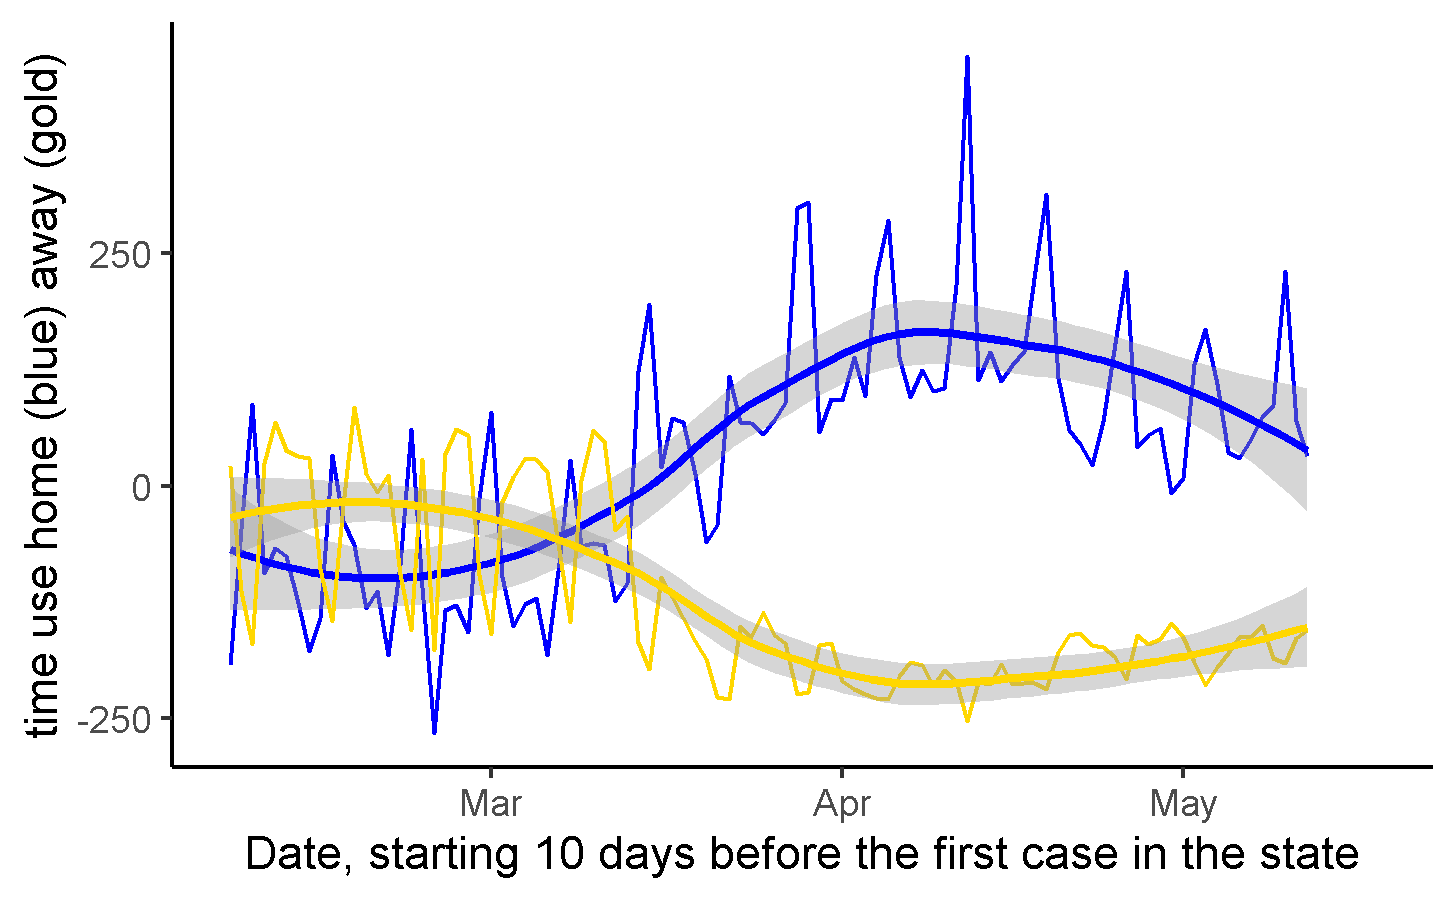 time use home (blue) away (gold)
250
0
-250
Mar Apr May
Date, starting 10 days before the first case in the state